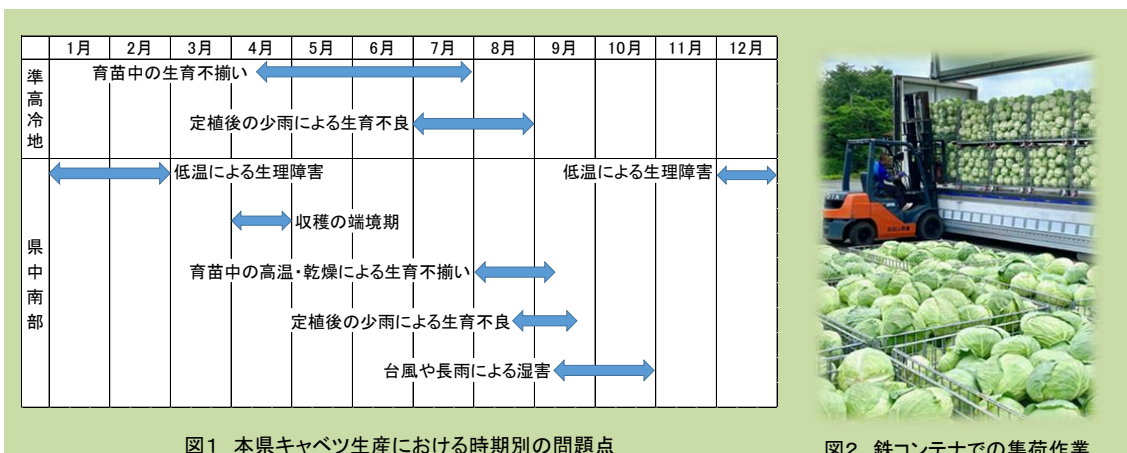 1月 2月 3月 4月 5月 6月 7月 8月 9月 10月 11月 12月
準高冷地
育苗中の生育不揃い
定植後の少雨による生育不良
県中南部
低温による生理障害
低温による生理障害
収穫の端境期
育苗中の高温・乾燥による生育不揃い
定植後の少雨による生育不良
台風や長雨による湿害
図1 本県キャベツ生産における時期別の問題点
図2 鉄コンテナでの集荷作業